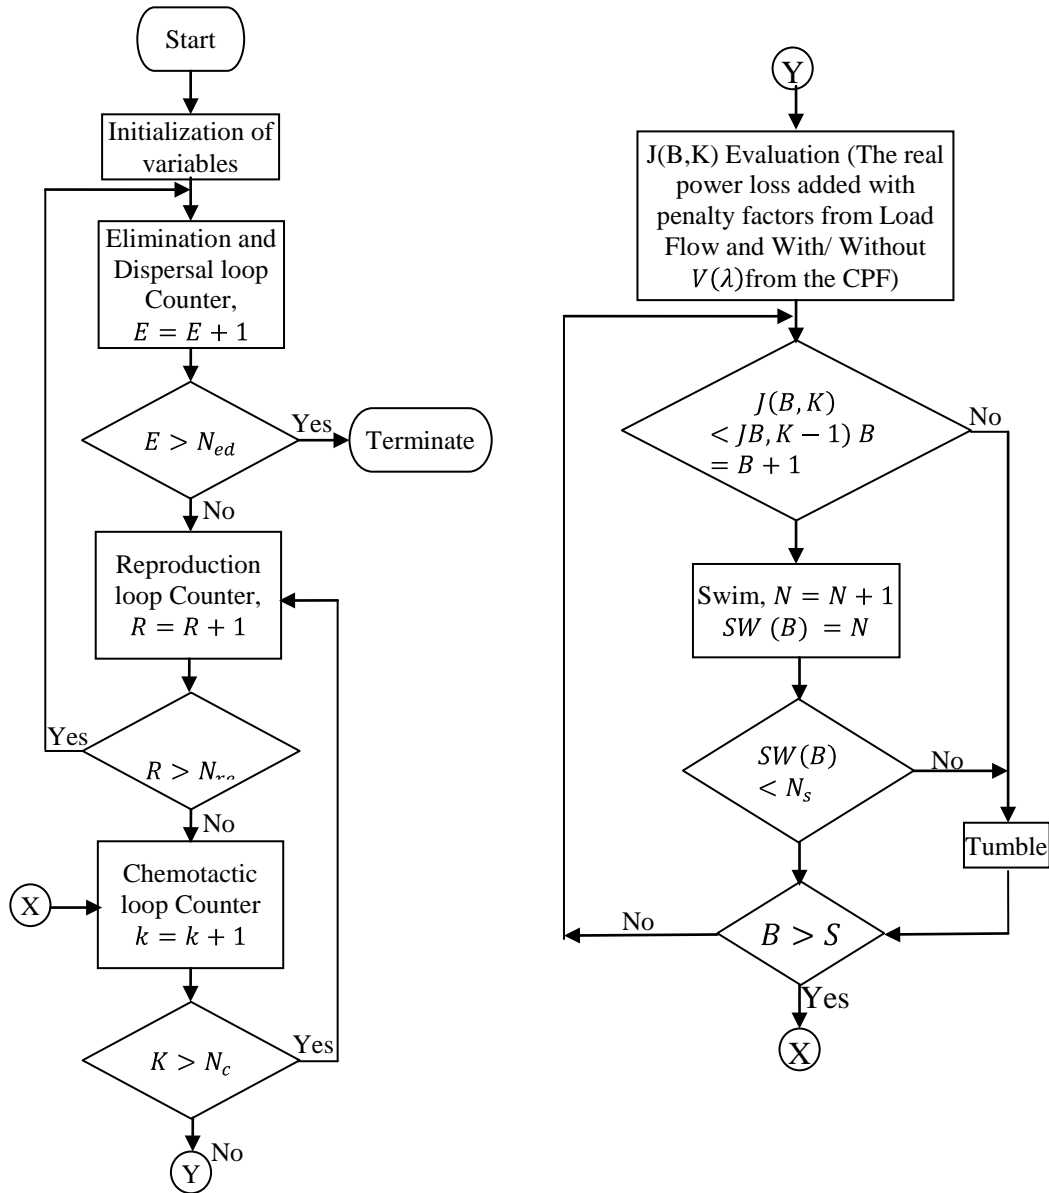 Start
Initialization of
variables
Elimination and
Dispersal loop
Counter,
E = E + 1
E > N_ed
Yes
Terminate
No
Reproduction
loop Counter,
R = R + 1
Yes
R > N_re
No
X
Chemotactic
loop Counter
k = k + 1
K > N_c
Yes
No
Y
Y
J(B,K) Evaluation (The real
power loss added with
penalty factors from Load
Flow and With/ Without
V(λ)from the CPF)
J(B, K)
< JB, K − 1) B
= B + 1
No
Swim, N = N + 1
SW (B) = N
SW(B)
< N_s
No
Tumble
B > S
No
Yes
X